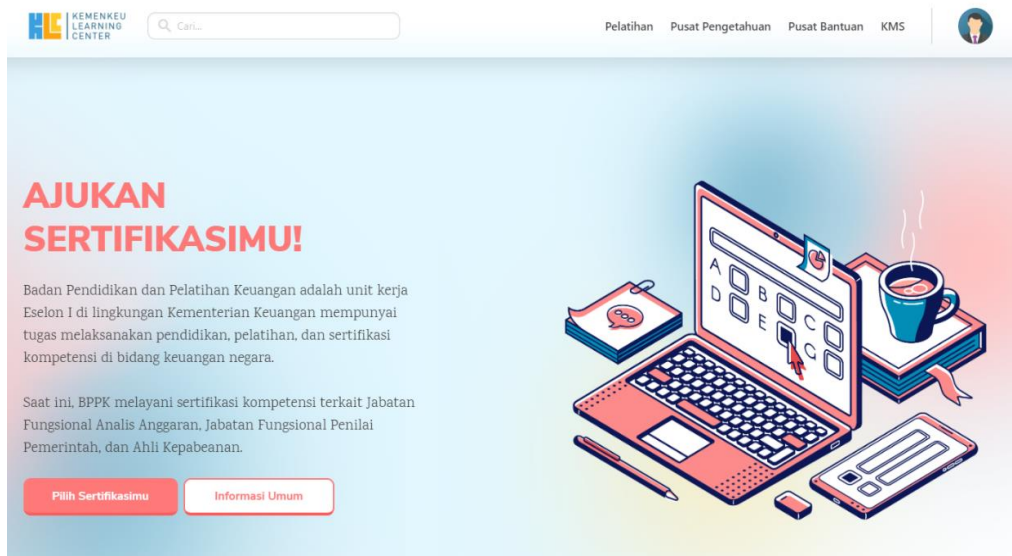 KLC
KEMENKEU
LEARNING
CENTER
Cari...
Pelatihan Pusat Pengetahuan Pusat Bantuan KMS
AJUKAN
SERTIFIKASIMU!
Badan Pendidikan dan Pelatihan Keuangan adalah unit kerja
Eselon I di lingkungan Kementerian Keuangan mempunyai
tugas melaksanakan pendidikan, pelatihan, dan sertifikasi
kompetensi di bidang keuangan negara.
Saat ini, BPPK melayani sertifikasi kompetensi terkait Jabatan
Fungsional Analis Anggaran, Jabatan Fungsional Penilai
Pemerintah, dan Ahli Kepabeanan.
Pilih Sertifikasimu Informasi Umum
A B C
D E G